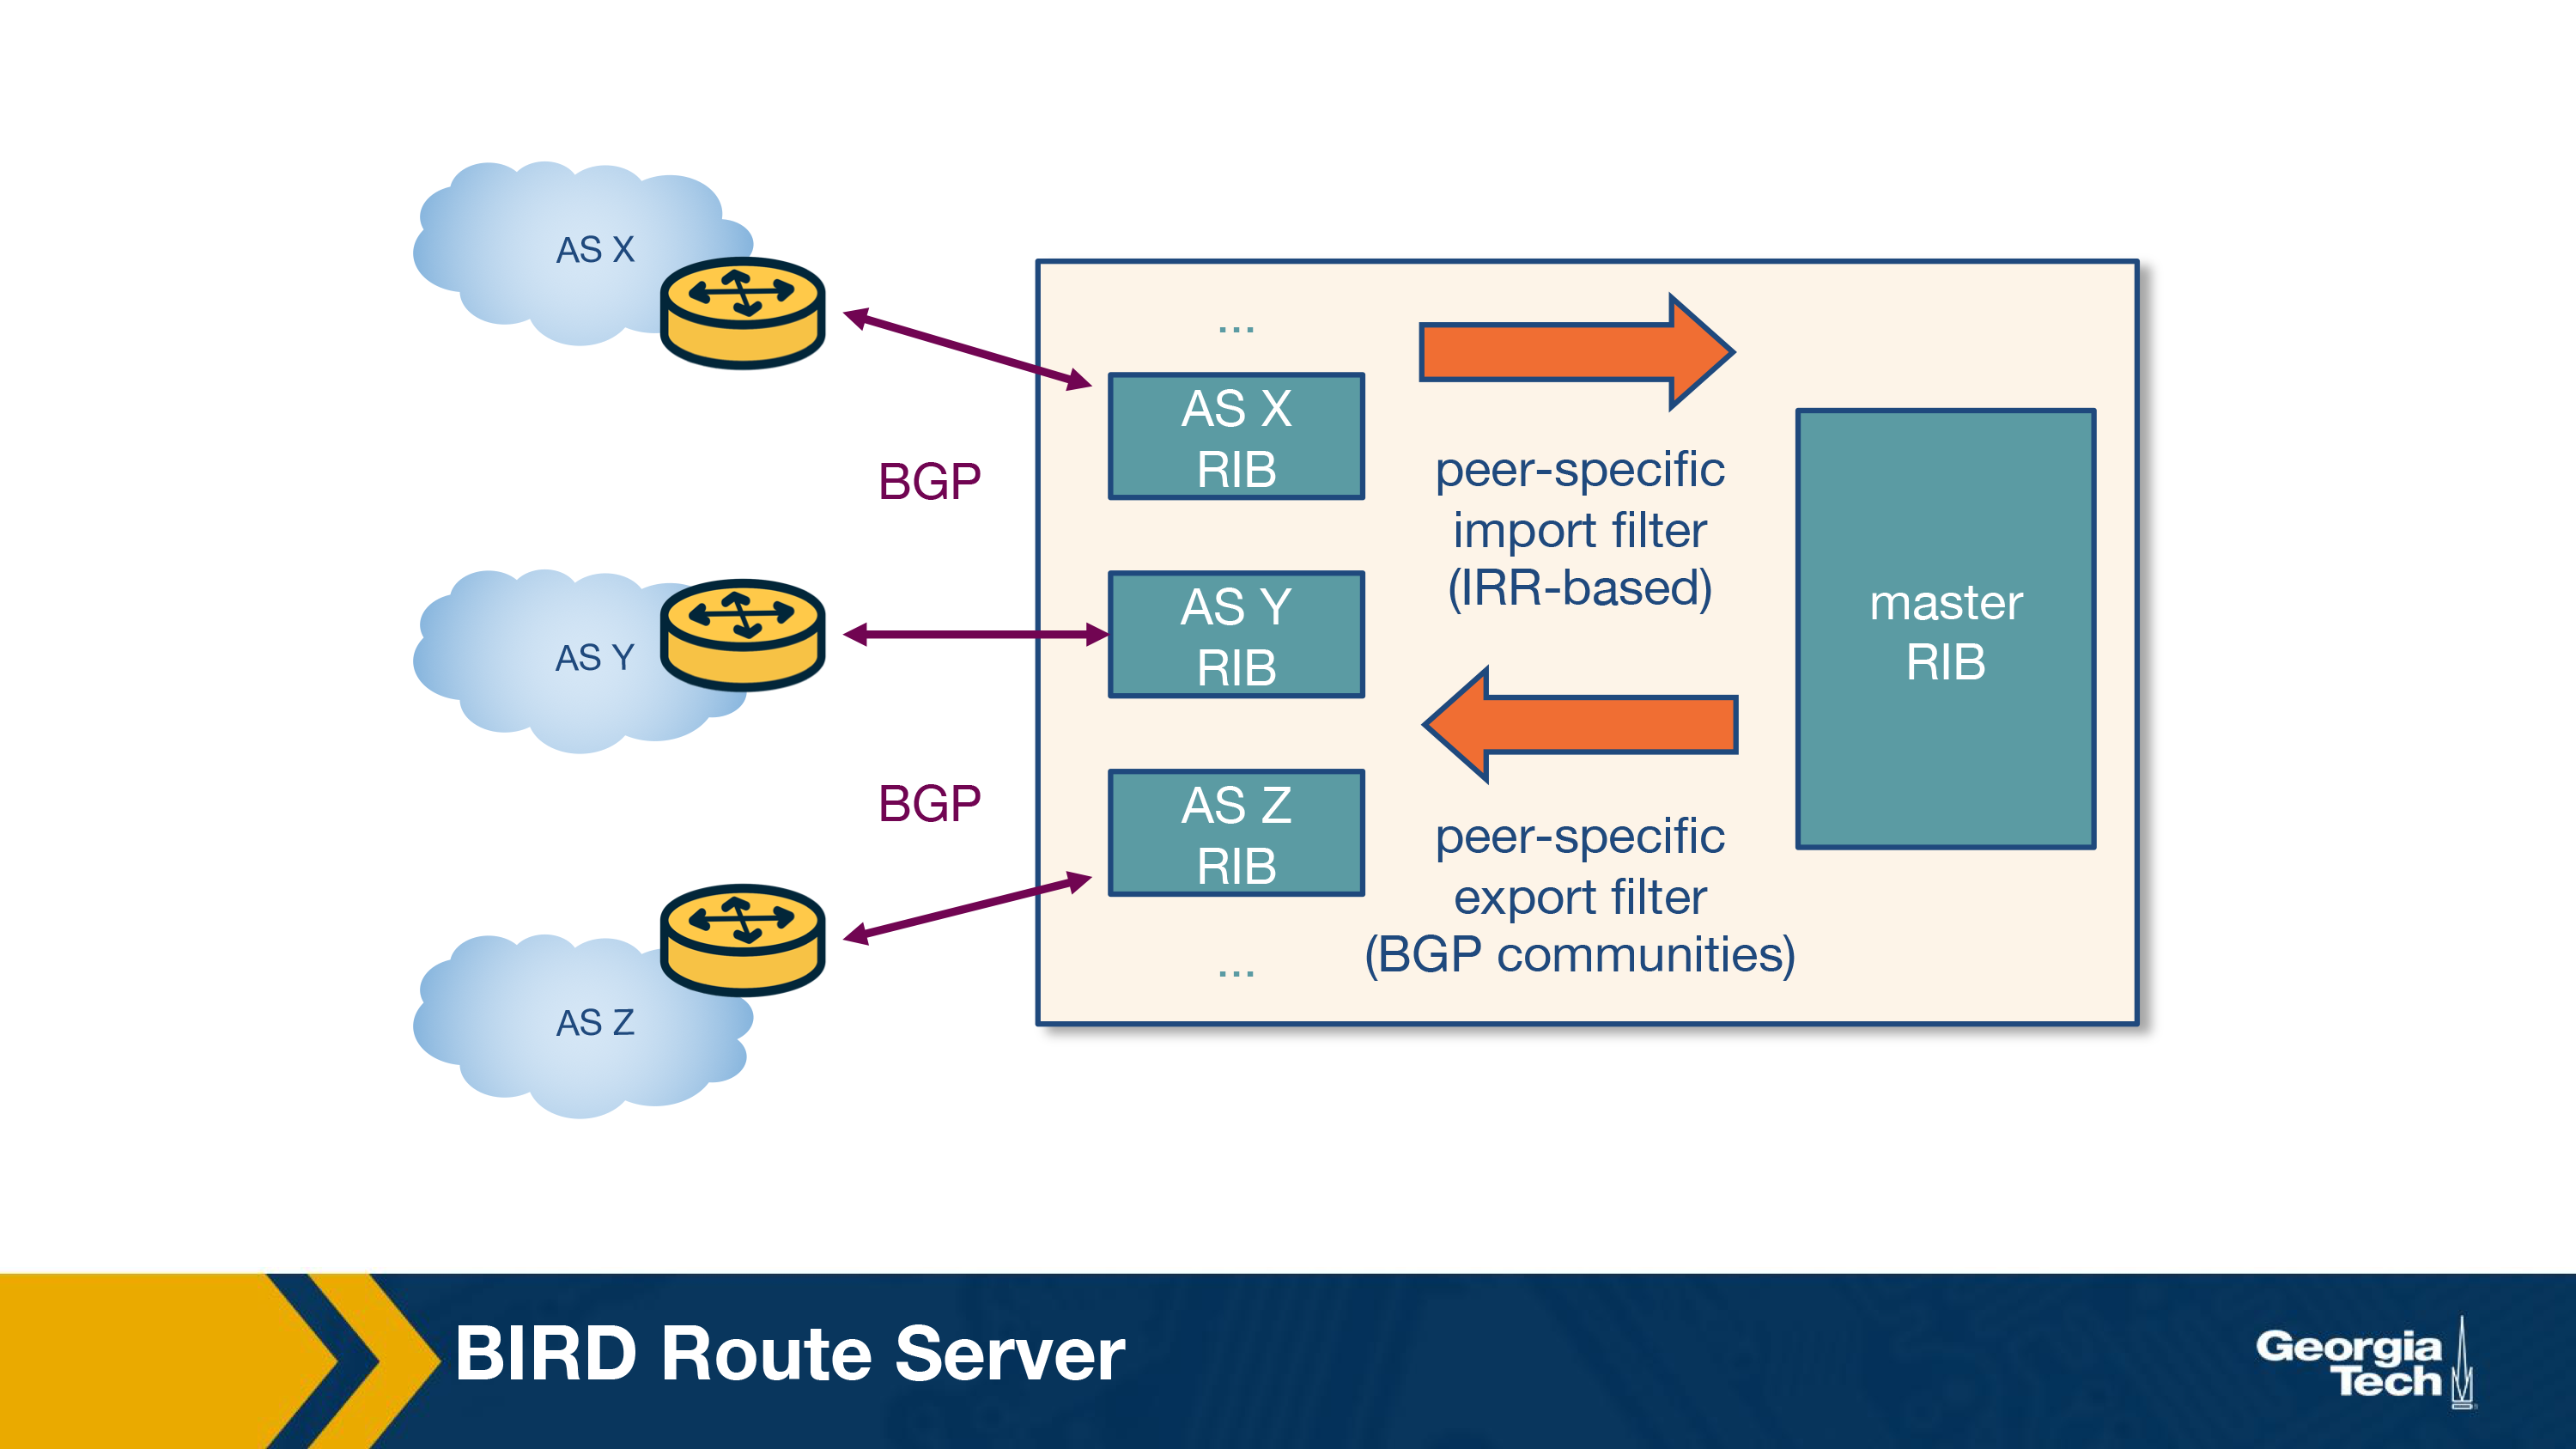 AS X
AS Y
AS Z
BGP
BGP
...
AS X
RIB
AS Y
RIB
AS Z
RIB
...
peer-specific
import filter
(IRR-based)
peer-specific
export filter
(BGP communities)
master
RIB
BIRD Route Server
Georgia
Tech